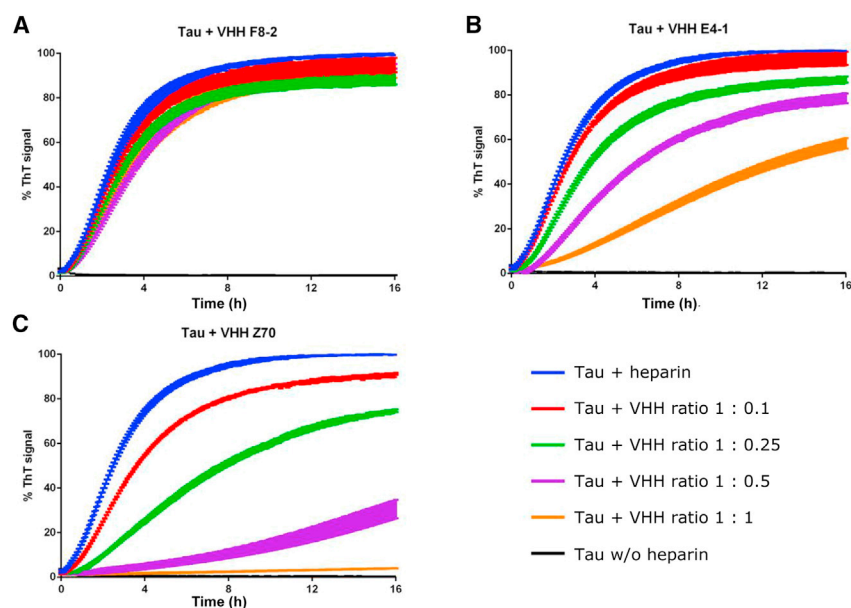 A
Tau + VHH F8-2
% ThT signal
100
80
60
40
20
0
0 4 8 12 16
Time (h)
B
Tau + VHH E4-1
% ThT signal
100
80
60
40
20
0
0 4 8 12 16
Time (h)
C
Tau + VHH Z70
% ThT signal
100
80
60
40
20
0
0 4 8 12 16
Time (h)
Tau + heparin
Tau + VHH ratio 1 : 0.1
Tau + VHH ratio 1 : 0.25
Tau + VHH ratio 1 : 0.5
Tau + VHH ratio 1 : 1
Tau w/o heparin